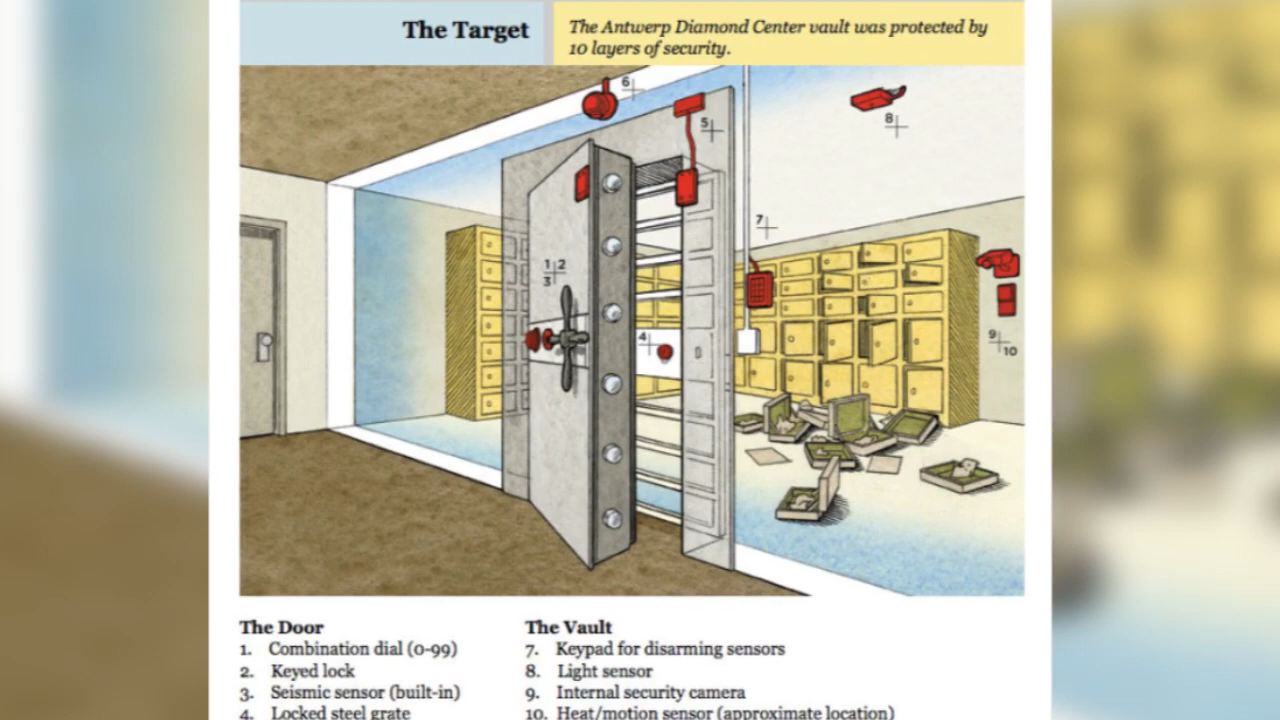 The Target
The Antwerp Diamond Center vault was protected by
10 layers of security.
6
5
8
7
1 2
3
4
9
10
The Door
1. Combination dial (0-99)
2. Keyed lock
3. Seismic sensor (built-in)
4. Locked steel grate
The Vault
7. Keypad for disarming sensors
8. Light sensor
9. Internal security camera
10. Heat/motion sensor (approximate location)